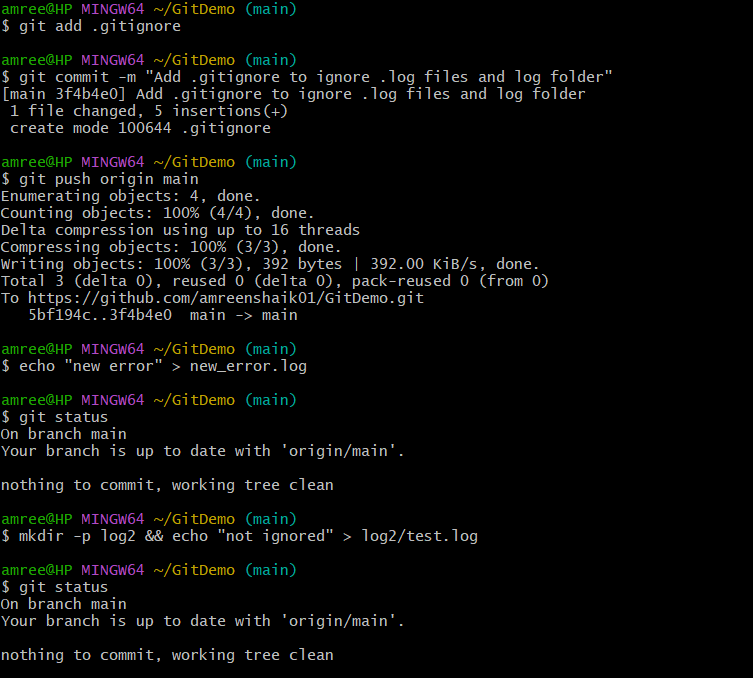 amree@HP MINGW64 ~/GitDemo (main)
$ git add .gitignore
amree@HP MINGW64 ~/GitDemo (main)
$ git commit -m "Add .gitignore to ignore .log files and log folder"
[main 3f4b4e0] Add .gitignore to ignore .log files and log folder
 1 file changed, 5 insertions(+)
 create mode 100644 .gitignore
amree@HP MINGW64 ~/GitDemo (main)
$ git push origin main
Enumerating objects: 4, done.
Counting objects: 100% (4/4), done.
Delta compression using up to 16 threads
Compressing objects: 100% (3/3), done.
Writing objects: 100% (3/3), 392 bytes | 392.00 KiB/s, done.
Total 3 (delta 0), reused 0 (delta 0), pack-reused 0 (from 0)
To https://github.com/amreenshaik01/GitDemo.git
   5bf194c..3f4b4e0  main -> main
amree@HP MINGW64 ~/GitDemo (main)
$ echo "new error" > new_error.log
amree@HP MINGW64 ~/GitDemo (main)
$ git status
On branch main
Your branch is up to date with 'origin/main'.
nothing to commit, working tree clean
amree@HP MINGW64 ~/GitDemo (main)
$ mkdir -p log2 && echo "not ignored" > log2/test.log
amree@HP MINGW64 ~/GitDemo (main)
$ git status
On branch main
Your branch is up to date with 'origin/main'.
nothing to commit, working tree clean